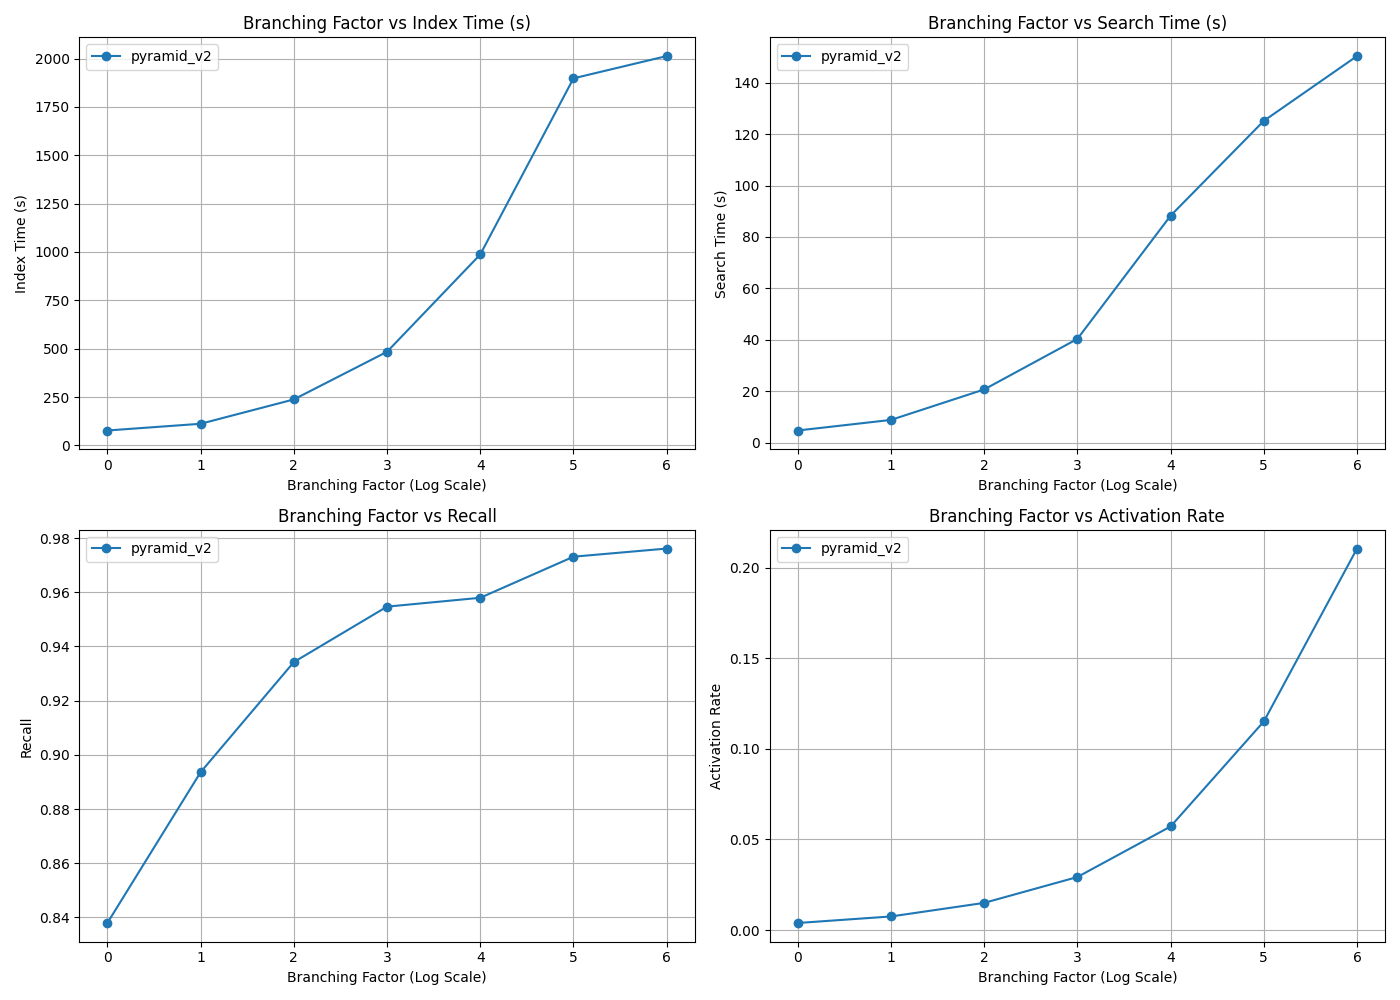 Branching Factor vs Index Time (s)
pyramid_v2
2000
1750
1500
1250
1000
750
500
250
0
Index Time (s)
0 1 2 3 4 5 6
Branching Factor (Log Scale)
Branching Factor vs Search Time (s)
pyramid_v2
140
120
100
80
60
40
20
0
Search Time (s)
0 1 2 3 4 5 6
Branching Factor (Log Scale)
Branching Factor vs Recall
pyramid_v2
0.98
0.96
0.94
0.92
0.90
0.88
0.86
0.84
Recall
0 1 2 3 4 5 6
Branching Factor (Log Scale)
Branching Factor vs Activation Rate
pyramid_v2
0.20
0.15
0.10
0.05
0.00
Activation Rate
0 1 2 3 4 5 6
Branching Factor (Log Scale)